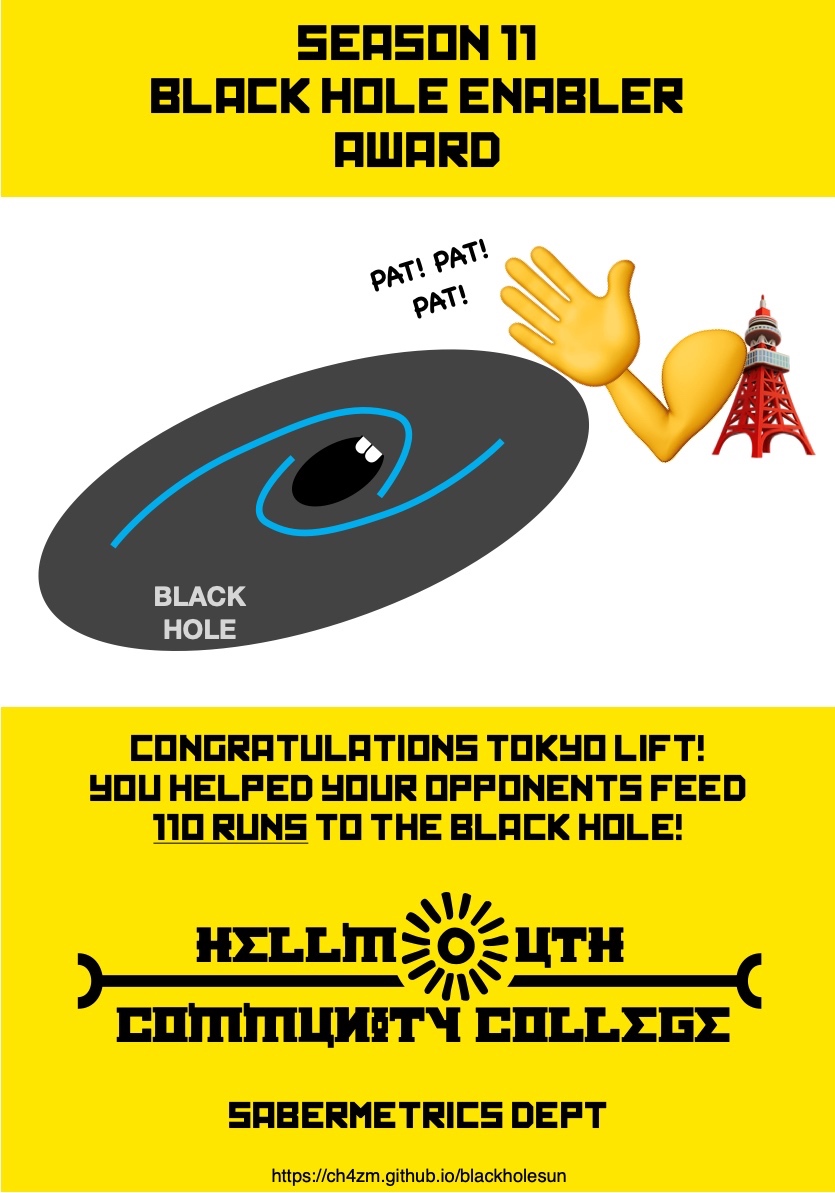 SEASON 11
BLACK HOLE ENABLER
AWARD
PAT! PAT!
PAT!
BLACK
HOLE
CONGRATULATIONS TOKYO LIFT!
YOU HELPED YOUR OPPONENTS FEED
110 RUNS TO THE BLACK HOLE!
HELLMOUTH
COMMUNITY COLLEGE
SABERMETRICS DEPT
https://ch4zm.github.io/blackholesun